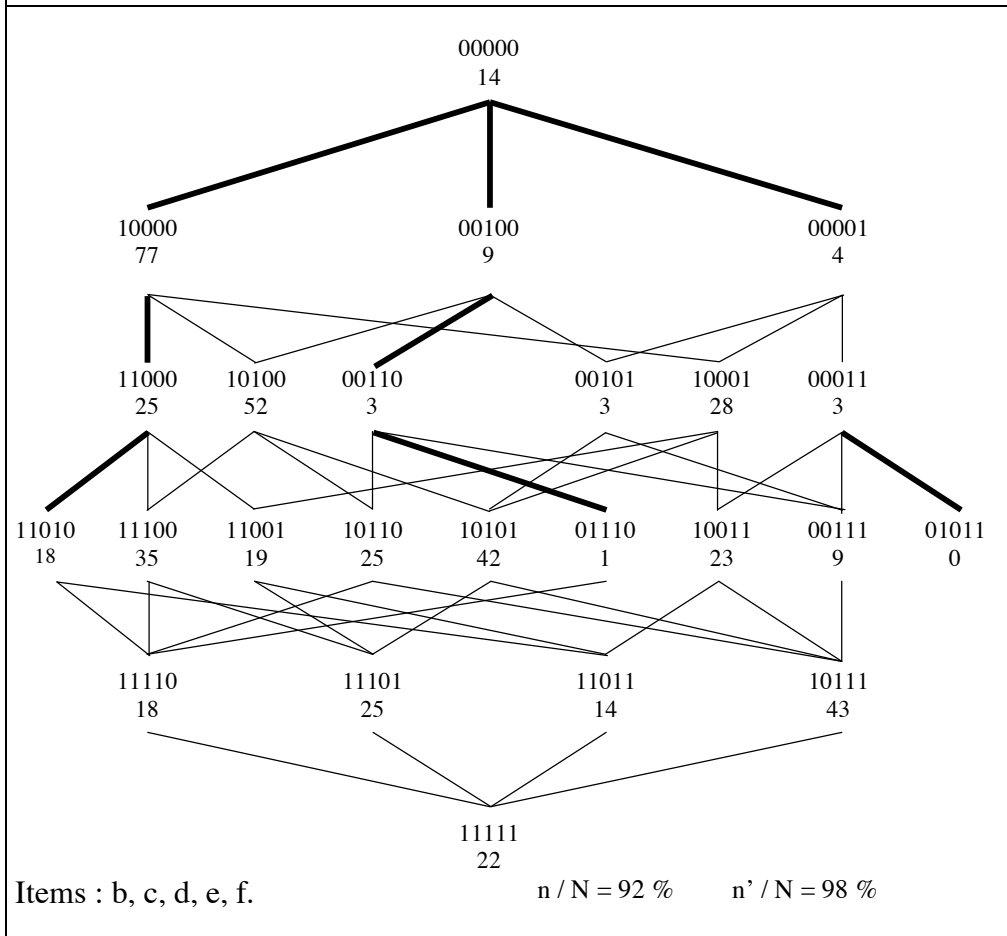 00000
14
10000 00100 00001
77 9 4
11000 10100 00110 00101 10001 00011
25 52 3 3 28 3
11010 11100 11001 10110 10101 01110 10011 00111 01011
18 35 19 25 42 1 23 9 0
11110 11101 11011 10111
18 25 14 43
11111
22
Items : b, c, d, e, f. n / N = 92 % n’ / N = 98 %